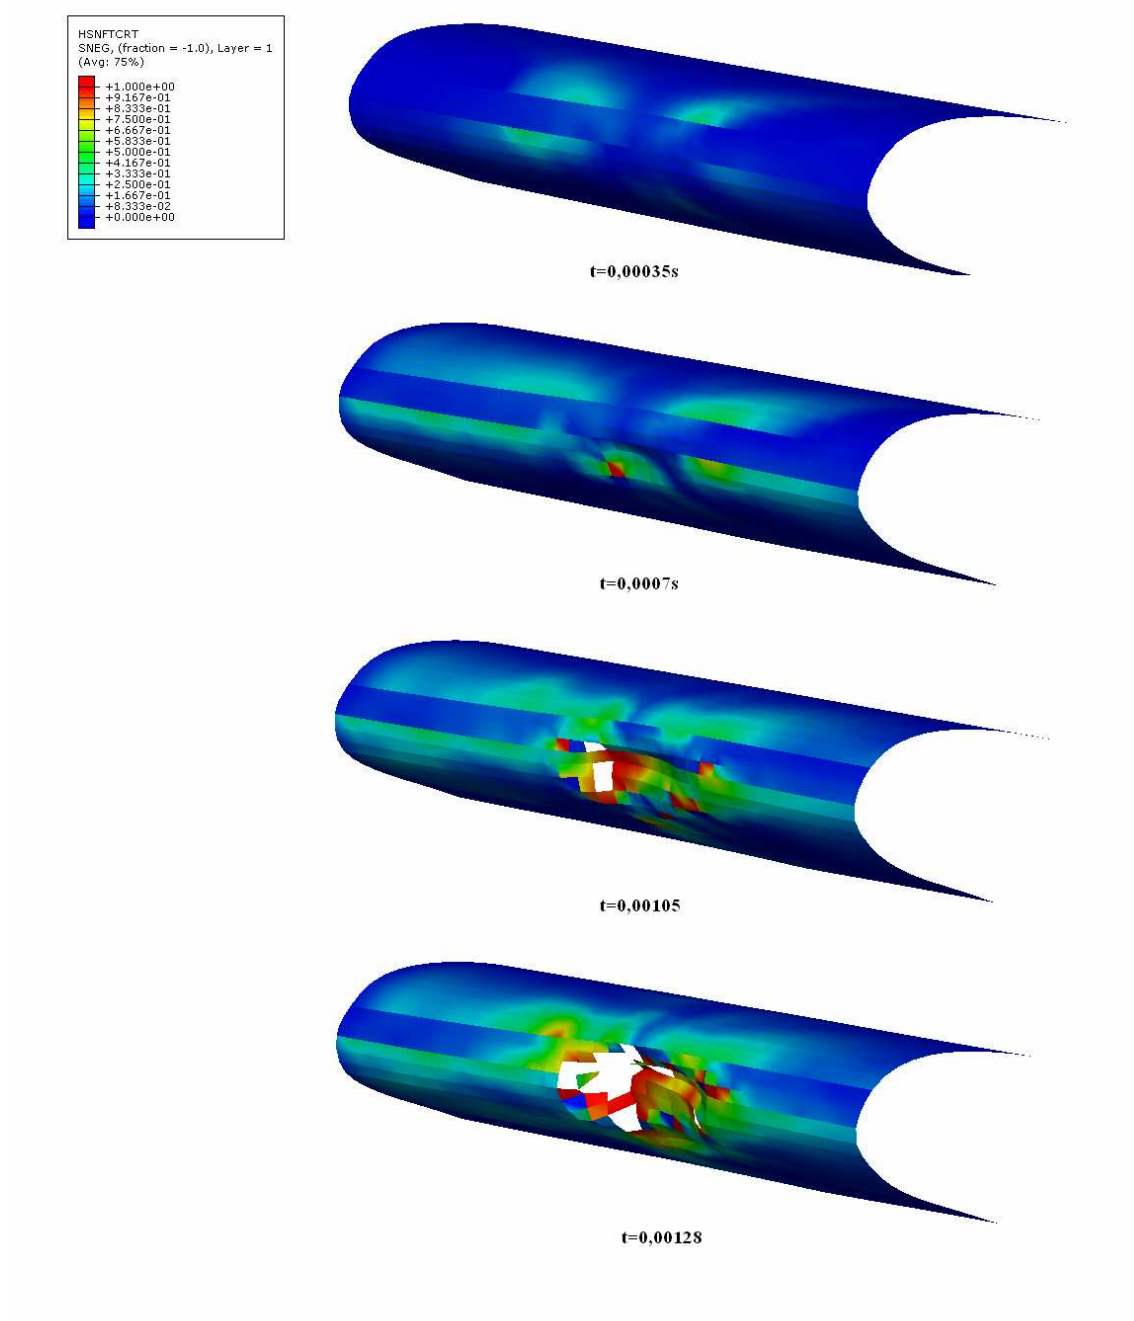 HSNFTCRT
SNEG, (fraction = -1.0), Layer = 1
(Avg: 75%)
+1.000e+00
+9.167e-01
+8.333e-01
+7.500e-01
+6.667e-01
+5.833e-01
+5.000e-01
+4.167e-01
+3.333e-01
+2.500e-01
+1.667e-01
+8.333e-02
+0.000e+00
t=0,00035s
t=0,0007s
t=0,00105
t=0,00128